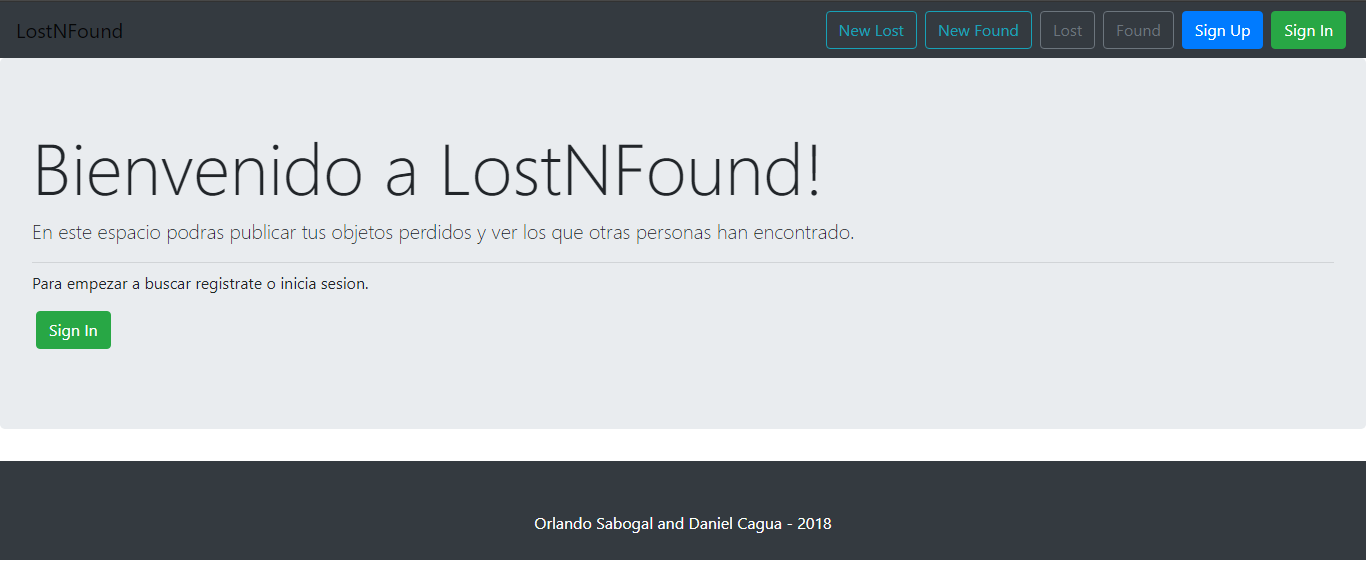 LostNFound New Lost New Found Lost Found Sign Up Sign In
Bienvenido a LostNFound!
En este espacio podras publicar tus objetos perdidos y ver los que otras personas han encontrado.
Para empezar a buscar registrate o inicia sesion.
Sign In
Orlando Sabogal and Daniel Cagua - 2018